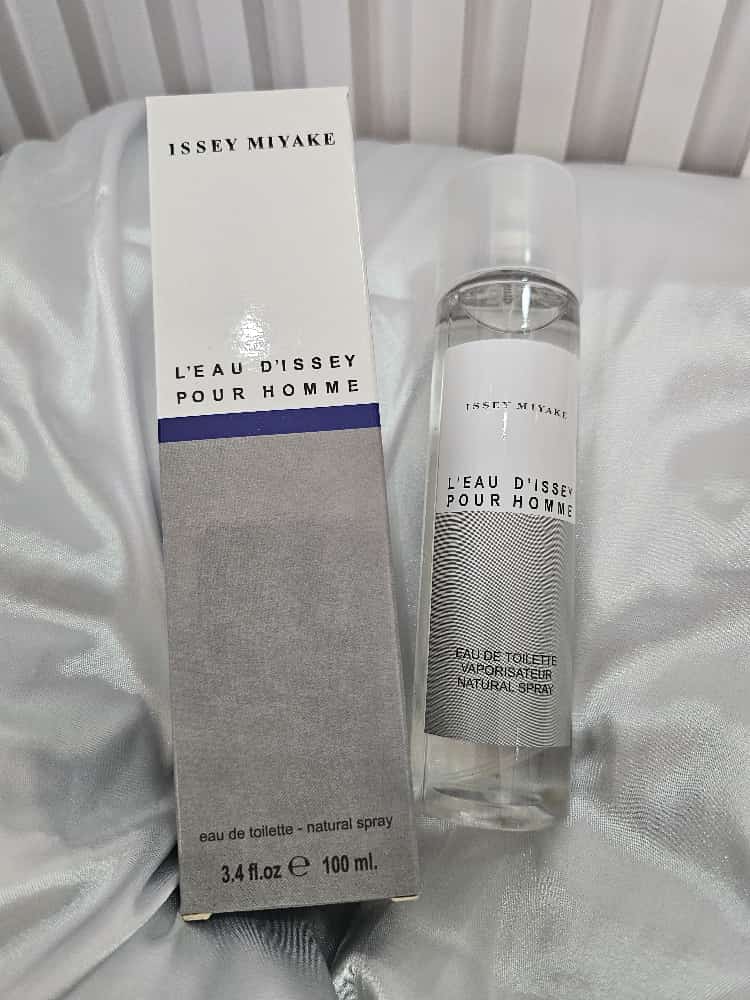 ISSEY MIYAKE
L'EAU D'ISSEY
POUR HOMME
eau de toilette - natural spray
3.4 fl.oz ℮ 100 ml.
ISSEY MIYAKE
L'EAU D'ISSEY
POUR HOMME
EAU DE TOILETTE
VAPORISATEUR
NATURAL SPRAY